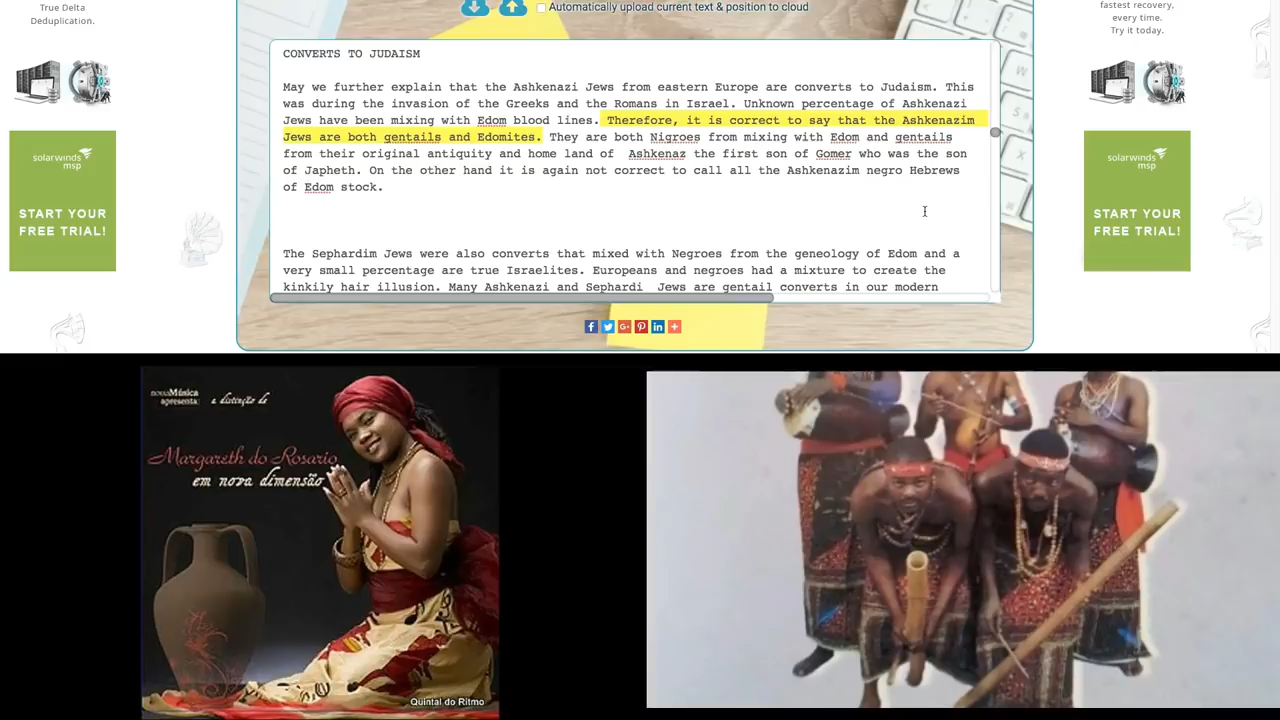 True Delta
Deduplication.
solarwinds
msp
START YOUR
FREE TRIAL!
Automatically upload current text & position to cloud
CONVERTS TO JUDAISM
May we further explain that the Ashkenazi Jews from eastern Europe are converts to Judaism. This
was during the invasion of the Greeks and the Romans in Israel. Unknown percentage of Ashkenazi
Jews have been mixing with Edom blood lines. Therefore, it is correct to say that the Ashkenazim
Jews are both gentails and Edomites. They are both Nigroes from mixing with Edom and gentails
from their original antiquity and home land of  Ashkenaz the first son of Gomer who was the son
of Japheth. On the other hand it is again not correct to call all the Ashkenazim negro Hebrews
of Edom stock.
The Sephardim Jews were also converts that mixed with Negroes from the geneology of Edom and a
very small percentage are true Israelites. Europeans and negroes had a mixture to create the
kinkily hair illusion. Many Ashkenazi and Sephardi  Jews are gentail converts in our modern
fastest recovery,
every time.
Try it today.
solarwinds
msp
START YOUR
FREE TRIAL!
novaMúsica
apresenta:
a distinção de
Margareth do Rosario
em nova dimensão
Quintal do Ritmo